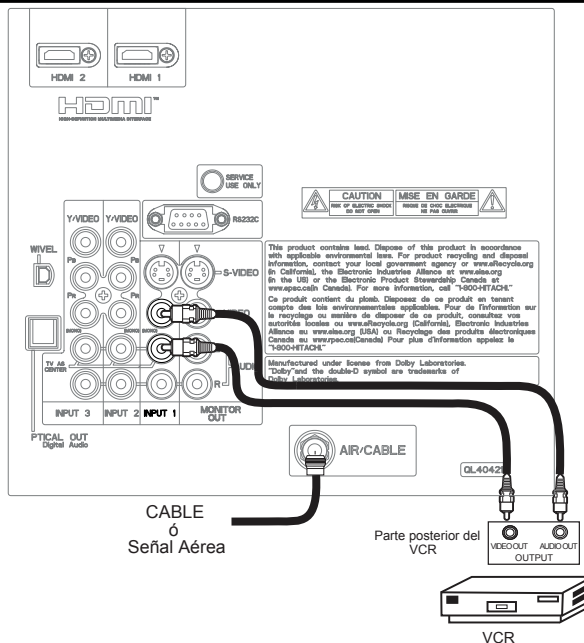 HDMI 2 HDMI 1
HDMI™
HIGH-DEFINITION MULTIMEDIA INTERFACE
SERVICE
USE ONLY
CAUTION
RISK OF ELECTRIC SHOCK
DO NOT OPEN
MISE EN GARDE
RISQUE DE CHOC ELECTRIQUE
NE PAS OUVRIR
Y/VIDEO Y/VIDEO
RS232C
WIVEL
PB PB
S-VIDEO
PR PR
(MONO) (MONO) (MONO)
TV AS
CENTER
R
INPUT 3 INPUT 2 INPUT 1 MONITOR
OUT
PTICAL OUT
Digital Audio
This product contains lead. Dispose of this product in accordance
with applicable environmental laws. For product recycling and disposal
information, contact your local government agency or www.eRecycle.org
(in California), the Electronic Industries Alliance at www.eiae.org
(in the US) or the Electronic Product Stewardship Canada at
www.epsc.ca(in Canada). For more information, call "1-800-HITACHI."
Ce produit contient du plomb. Disposez de ce produit en tenant
compte des lois environnementales applicables. Pour de l'information sur
le recyclage ou manière de disposer de ce produit, consultez vos
autorités locales ou www.eRecycle.org (California), Electronic Industries
Alliance au www.eiae.org (USA) ou Recyclage des produits électroniques
Canada au www.rpec.ca(Canada) Pour plus d'information appelez le
"1-800-HITACHI."
Manufactured under license from Dolby Laboratories.
"Dolby"and the double-D symbol are trademarks of
Dolby Laboratories.
AIR/CABLE
CABLE
ó
Señal Aérea
Parte posterior del
VCR
VIDEO OUT AUDIO OUT
OUTPUT
VCR